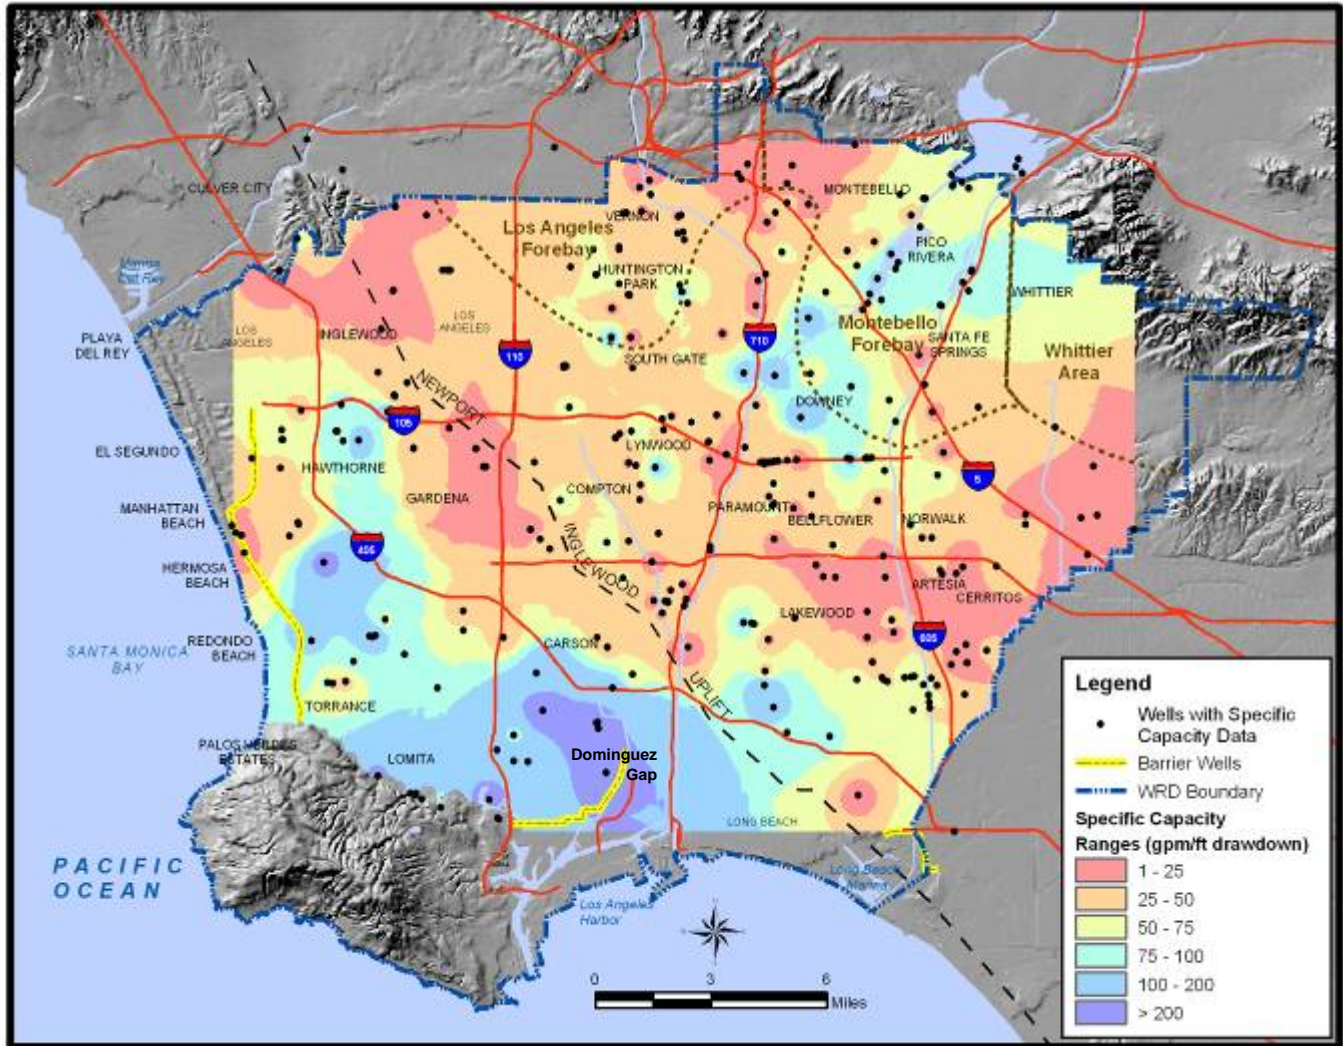 CULVER CITY
MONTEBELLO
VERNON
Los Angeles
Forebay
PICO
RIVERA
Marina
Del Rey
HUNTINGTON
PARK
WHITTIER
LOS
ANGELES
LOS
ANGELES
INGLEWOOD
PLAYA
DEL REY
Montebello
Forebay
SANTA FE
SPRINGS
110
710
SOUTH GATE
Whittier
Area
NEWPORT
DOWNEY
105
EL SEGUNDO
LYNWOOD
HAWTHORNE
5
COMPTON
GARDENA
MANHATTAN
BEACH
PARAMOUNT
BELLFLOWER
NORWALK
405
INGLEWOOD
HERMOSA
BEACH
ARTESIA
CERRITOS
LAKEWOOD
605
REDONDO
BEACH
CARSON
SANTA MONICA
BAY
UPLIFT
TORRANCE
PALOS VERDES
ESTATES
LOMITA
Dominguez
Gap
LONG BEACH
PACIFIC
OCEAN
Long Beach
Marina
Los Angeles
Harbor
0 3 6
Miles
Legend
Wells with Specific
Capacity Data
Barrier Wells
WRD Boundary
Specific Capacity
Ranges (gpm/ft drawdown)
1 - 25
25 - 50
50 - 75
75 - 100
100 - 200
> 200